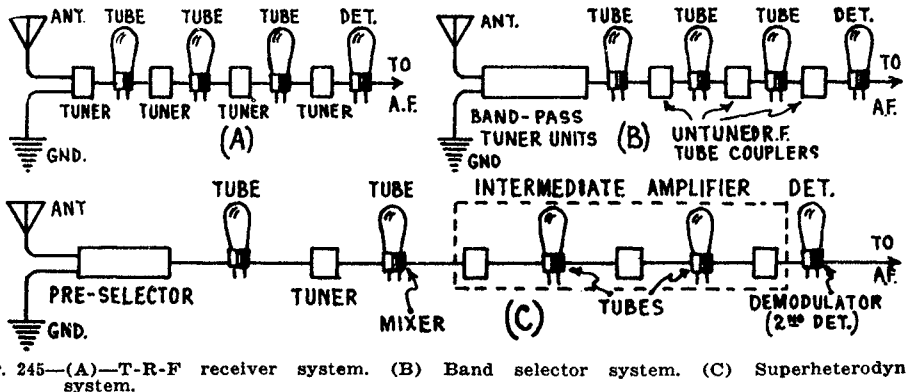 ANT. TUBE TUBE TUBE DET.
TO
A.F.
TUNER TUNER TUNER TUNER
(A)
GND.
ANT. TUBE TUBE TUBE DET.
TO
A.F.
BAND-PASS
TUNER UNITS
(B)
UNTUNED R.F.
TUBE COUPLERS
GND
ANT
TUBE TUBE
INTERMEDIATE AMPLIFIER
DET.
TO
A.F.
PRE-SELECTOR
TUNER
MIXER
(C)
TUBES
DEMODULATOR
(2ND DET.)
GND.
. 245—(A)—T-R-F receiver system. (B) Band selector system. (C) Superheterodyn
system.